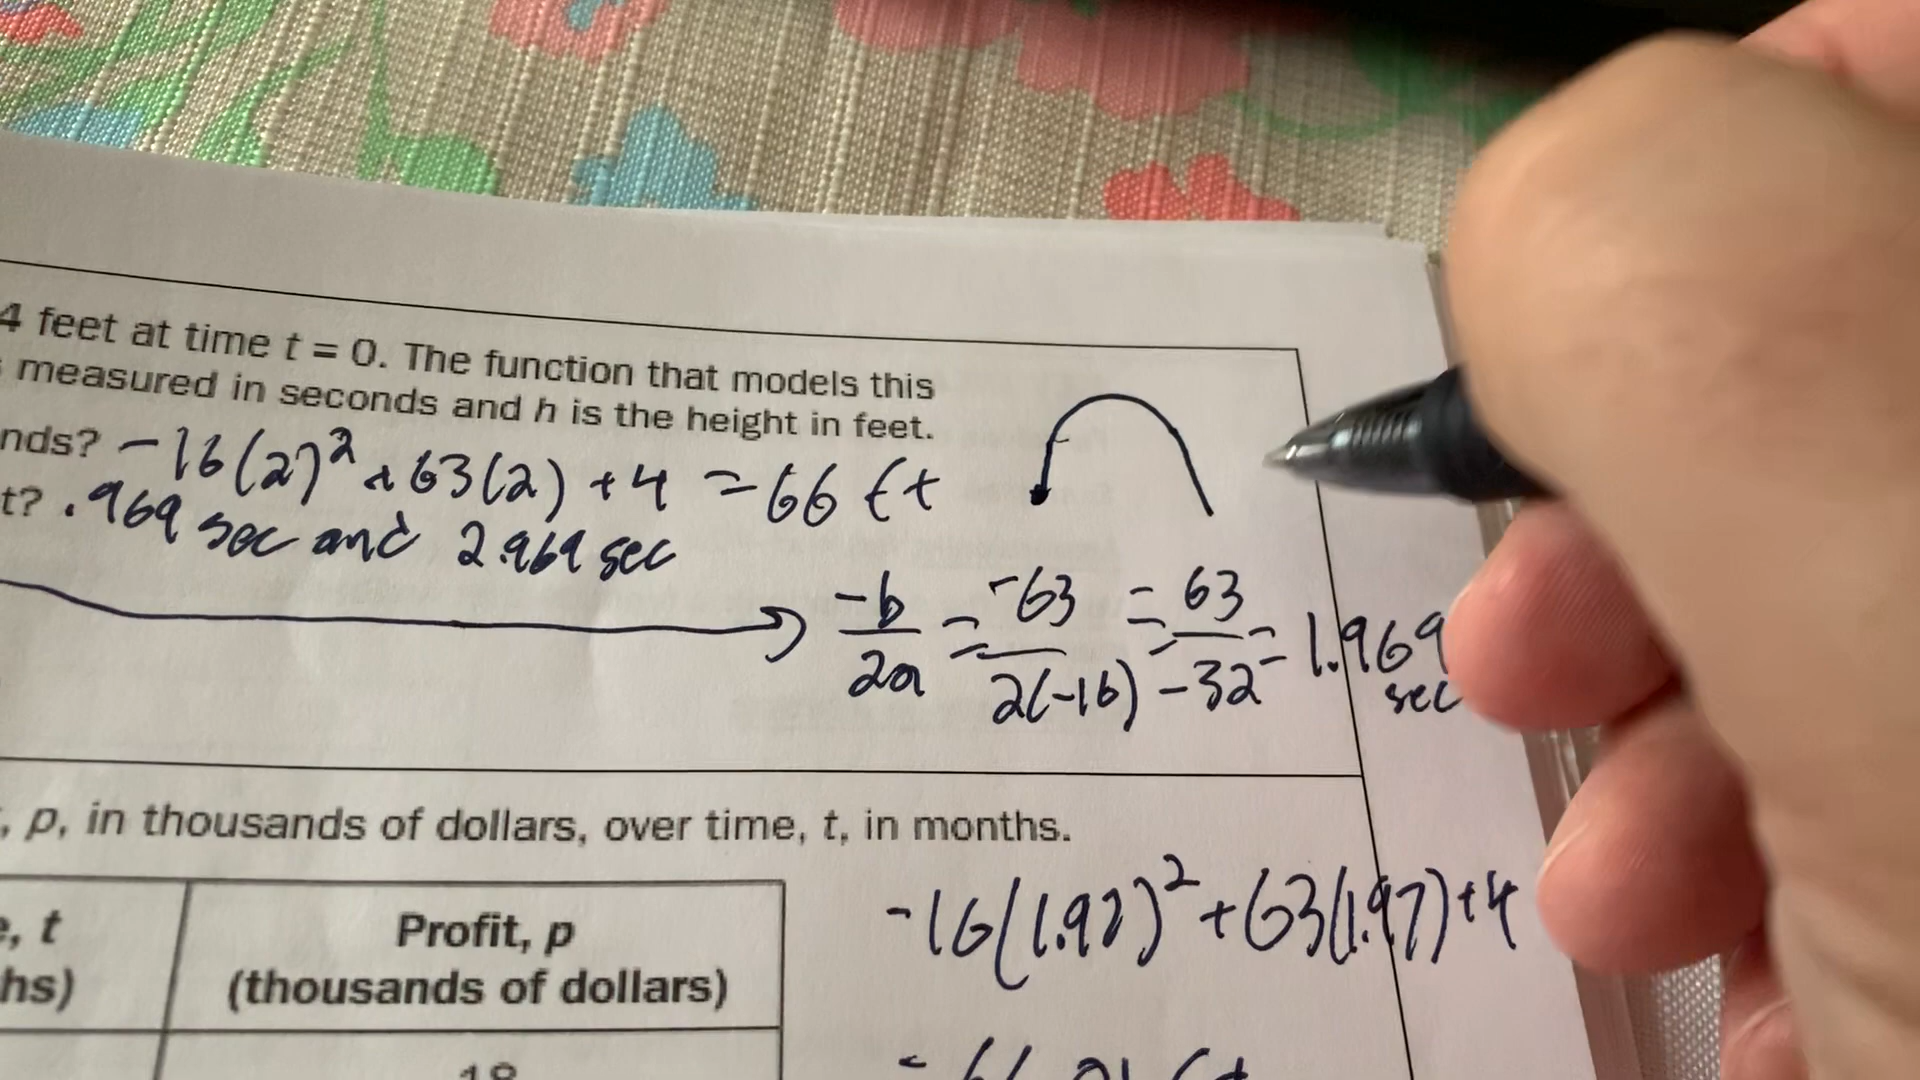 4 feet at time t = 0. The function that models this
measured in seconds and h is the height in feet.
nds? -16(2)² + 63(2) + 4 = 66 ft
t? .969 sec and 2.969 sec
-b/2a = -63/2(-16) = 63/-32 = 1.969 sec
, p, in thousands of dollars, over time, t, in months.
, t
hs)
Profit, p
(thousands of dollars)
18
-16(1.97)² + 63(1.97) + 4